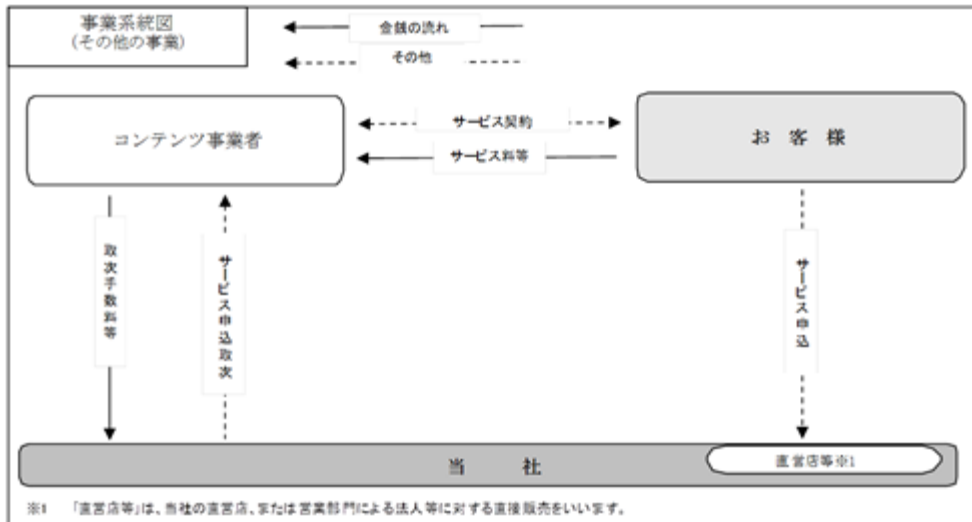 事業系統図
(その他の事業)
金銭の流れ
その他
コンテンツ事業者
サービス契約
サービス料等
お客様
取次手数料等
サービス申込取次
サービス申込
当社
直営店等※1
※1 「直営店等」は、当社の直営店、または営業部門による法人等に対する直接販売をいいます。